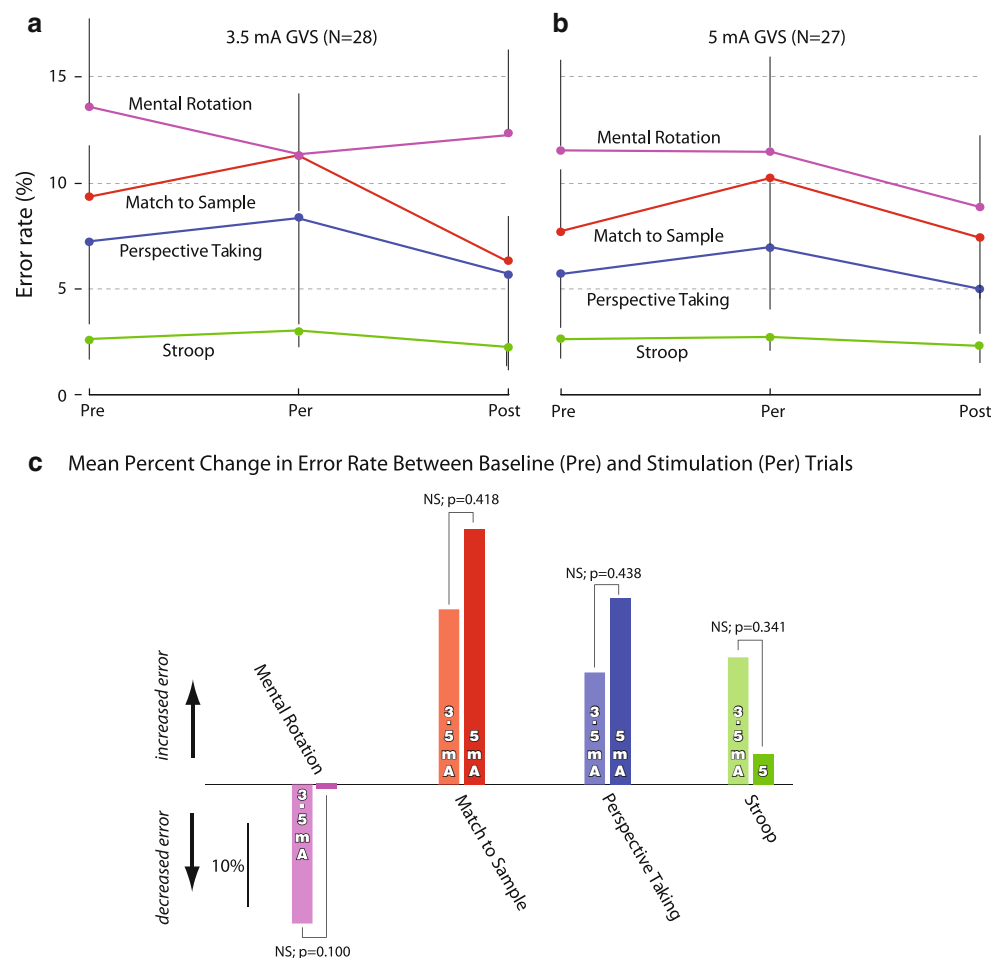 a
3.5 mA GVS (N=28)
b
5 mA GVS (N=27)
Error rate (%)
15
10
5
0
Mental Rotation
Match to Sample
Perspective Taking
Stroop
Pre
Per
Post
Mental Rotation
Match to Sample
Perspective Taking
Stroop
Pre
Per
Post
c Mean Percent Change in Error Rate Between Baseline (Pre) and Stimulation (Per) Trials
increased error
decreased error
10%
Mental Rotation
3.5 mA
NS; p=0.100
NS; p=0.418
3.5 mA
5 mA
Match to Sample
NS; p=0.438
3.5 mA
5 mA
Perspective Taking
NS; p=0.341
3.5 mA
5
Stroop